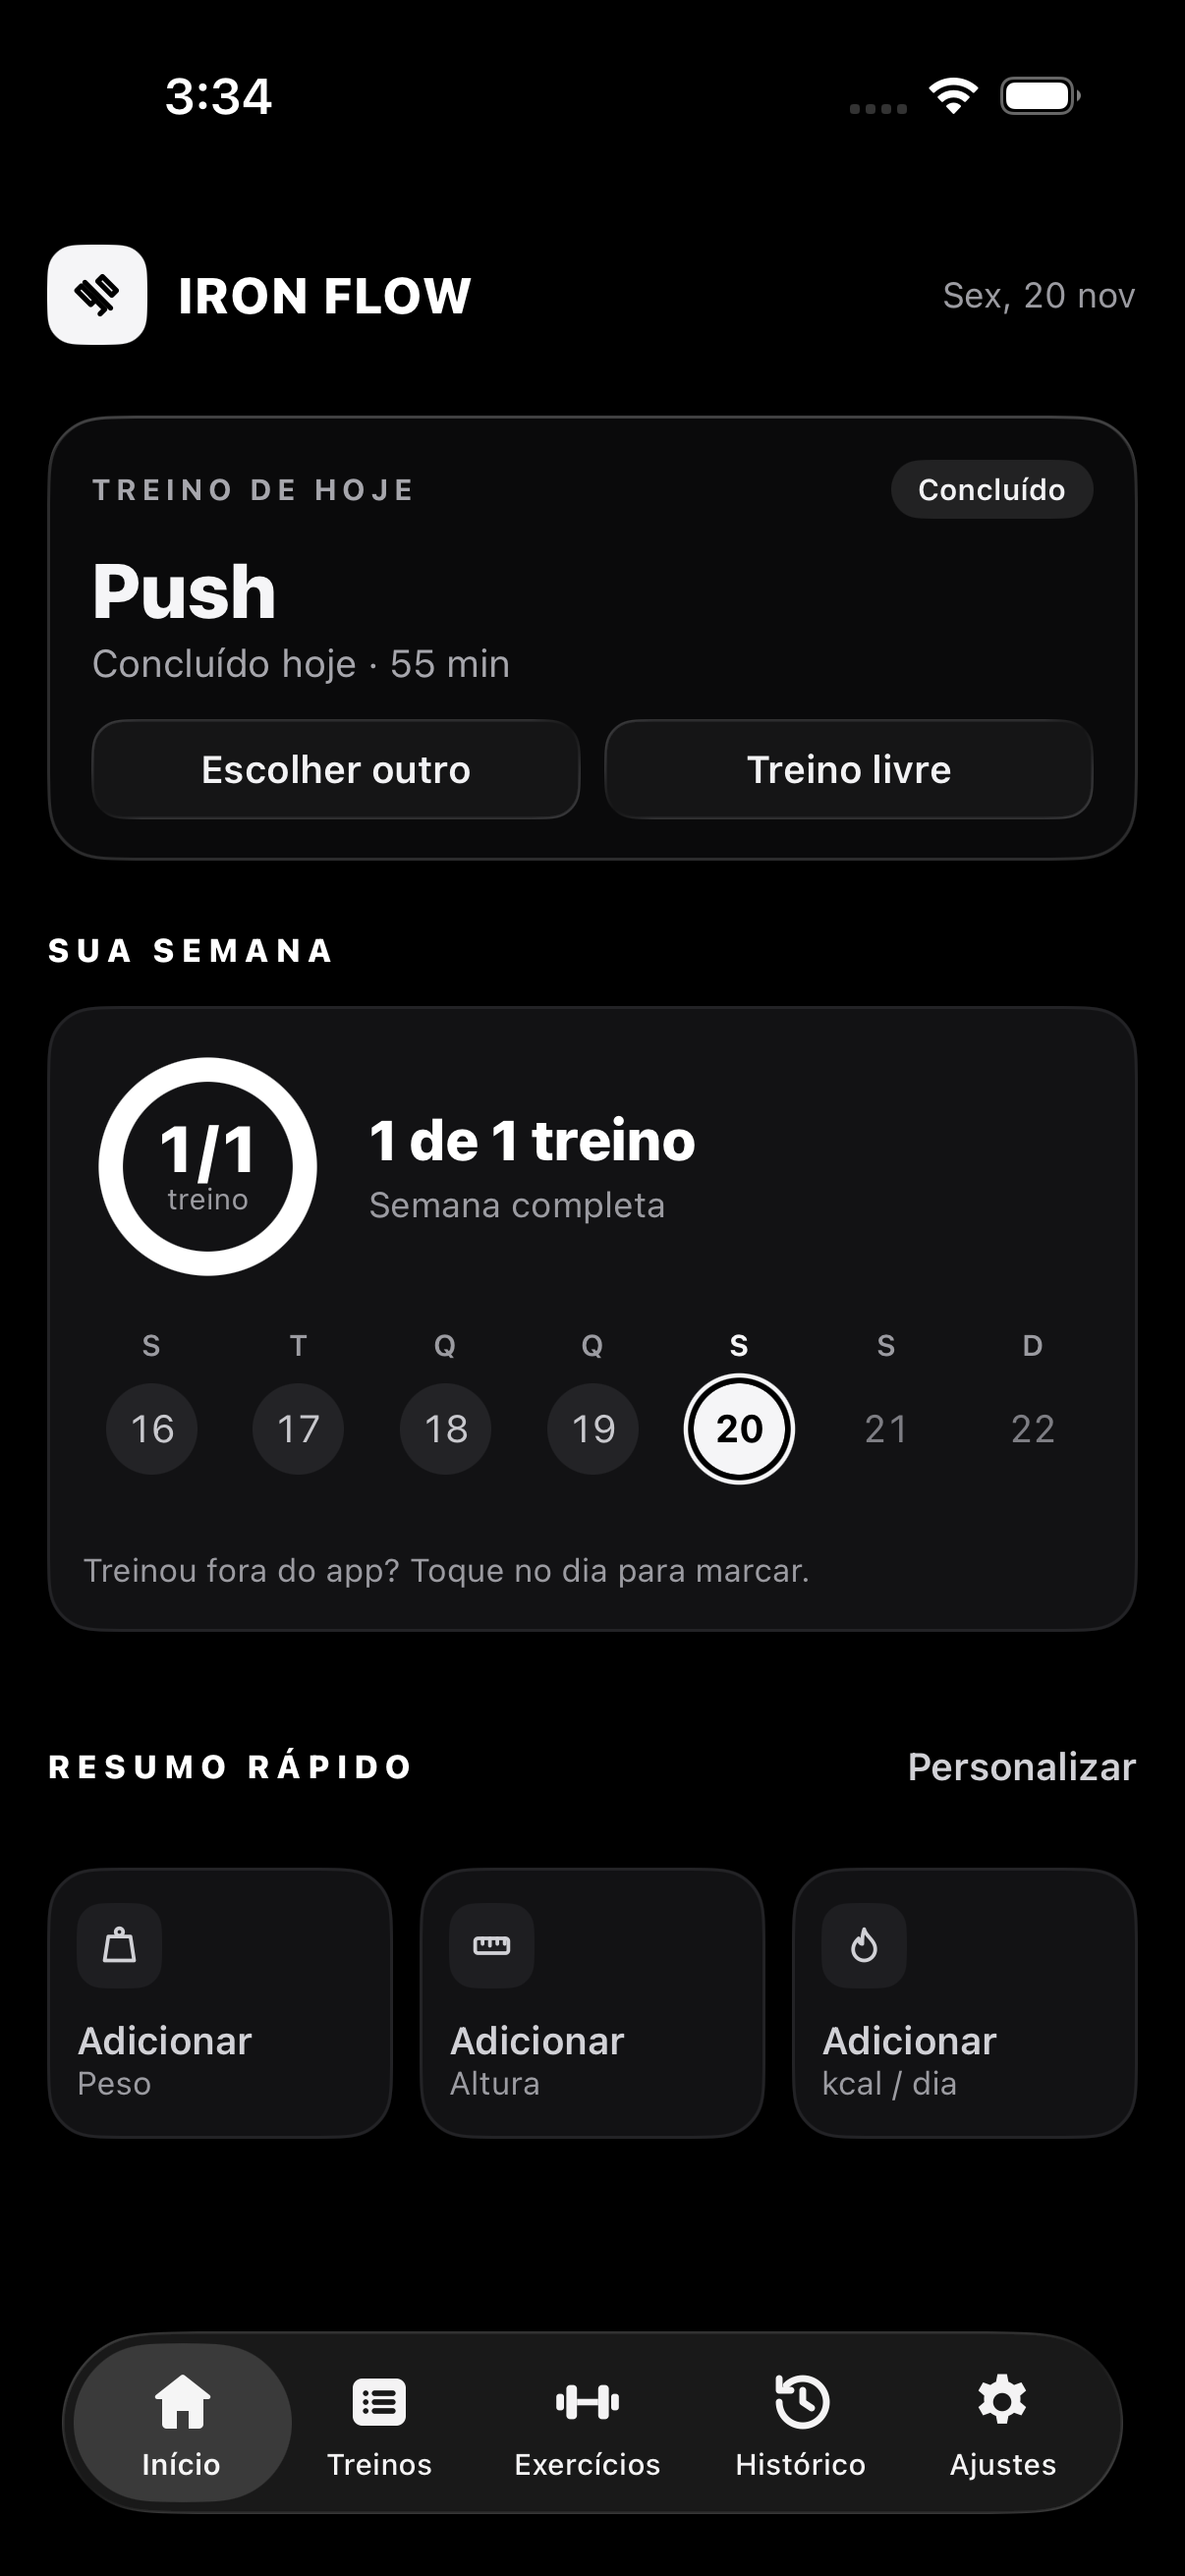 3:34
IRON FLOW
Sex, 20 nov
TREINO DE HOJE
Concluído
Push
Concluído hoje · 55 min
Escolher outro
Treino livre
SUA SEMANA
1/1
treino
1 de 1 treino
Semana completa
S T Q Q S S D
16 17 18 19 20 21 22
Treinou fora do app? Toque no dia para marcar.
RESUMO RÁPIDO
Personalizar
Adicionar
Peso
Adicionar
Altura
Adicionar
kcal / dia
Início
Treinos
Exercícios
Histórico
Ajustes